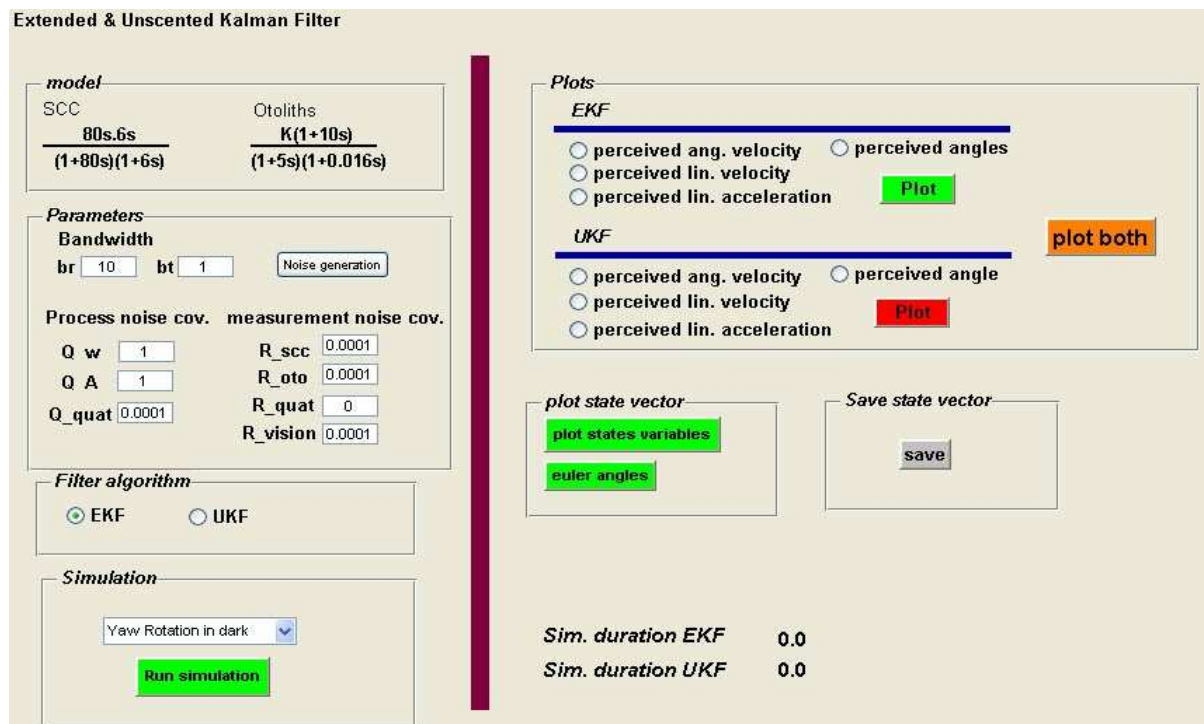 Extended & Unscented Kalman Filter
model
SCC
80s.6s
(1+80s)(1+6s)
Otoliths
K(1+10s)
(1+5s)(1+0.016s)
Parameters
Bandwidth
br 10 bt 1 Noise generation
Process noise cov. measurement noise cov.
Q w 1
Q A 1
Q_quat 0.0001
R_scc 0.0001
R_oto 0.0001
R_quat 0
R_vision 0.0001
Filter algorithm
EKF UKF
Simulation
Yaw Rotation in dark
Run simulation
Plots
EKF
perceived ang. velocity perceived angles
perceived lin. velocity
perceived lin. acceleration
Plot
UKF
perceived ang. velocity perceived angle
perceived lin. velocity
perceived lin. acceleration
Plot
plot both
plot state vector
plot states variables
euler angles
Save state vector
save
Sim. duration EKF 0.0
Sim. duration UKF 0.0